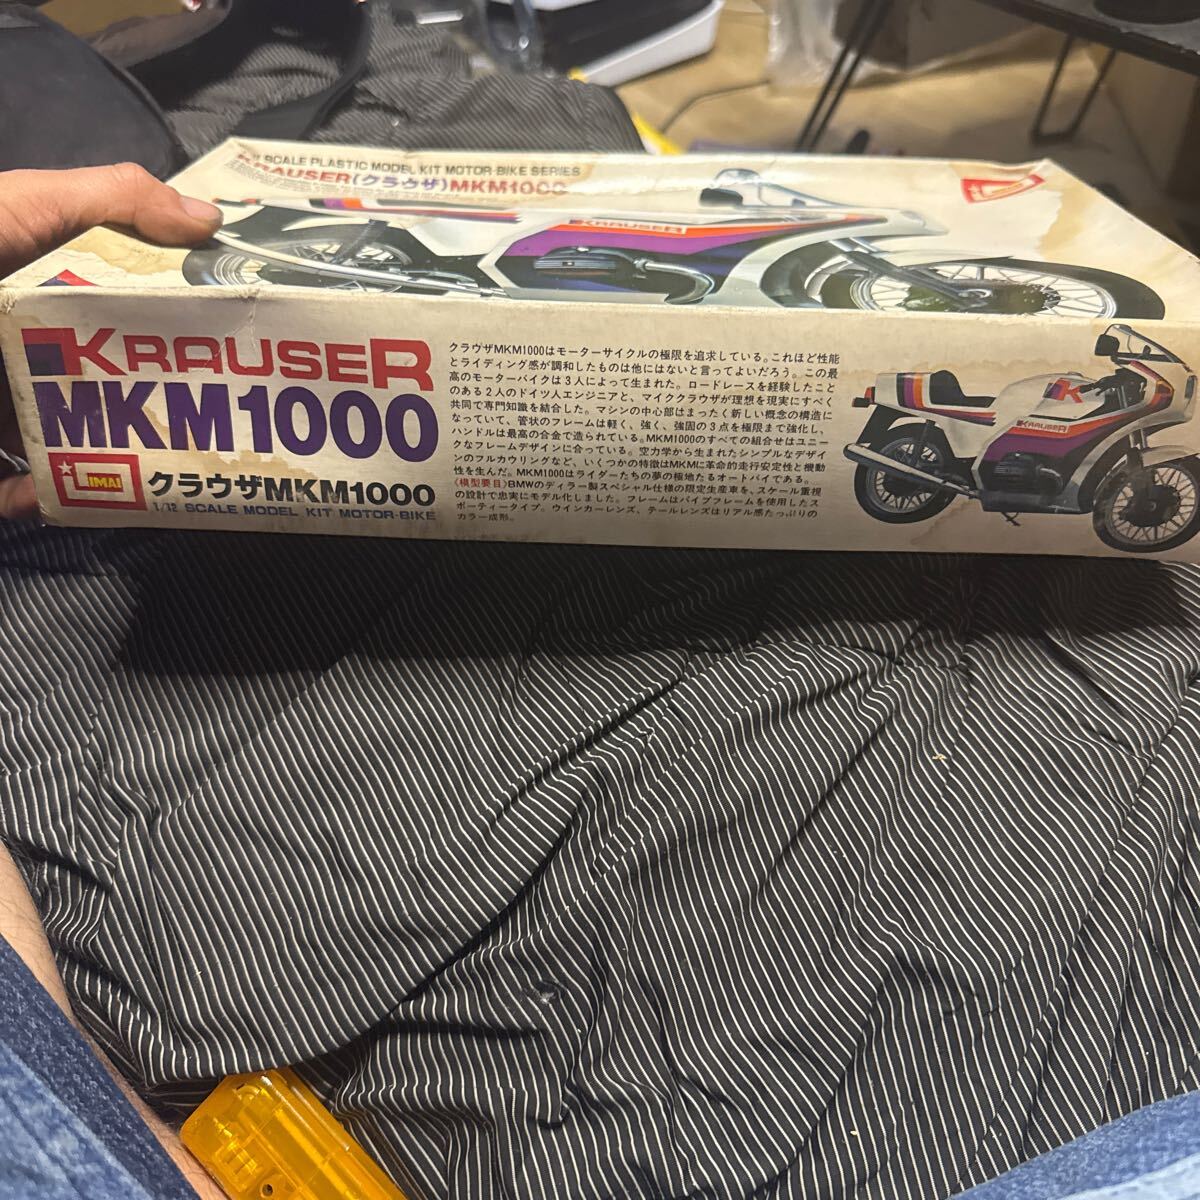 SCALE PLASTIC MODEL KIT MOTOR-BIKE SERIES
KRAUSER(クラウザ)MKM1000
KRAUSER
KRAUSER
MKM1000
IMAI
クラウザMKM1000
1/12 SCALE MODEL KIT MOTOR-BIKE
クラウザMKM1000はモーターサイクルの極限を追求している。これほど性能
とライディング感が調和したものは他にはないと言ってよいだろう。この最
高のモーターバイクは3人によって生まれた。ロードレースを経験したこと
のある2人のドイツ人エンジニアと、マイククラウザが理想を現実にすべく
共同で専門知識を結合した。マシンの中心部はまったく新しい概念の構造に
なっていて、管状のフレームは軽く、強く、強固の3点を極限まで強化し、
ハンドルは最高の合金で造られている。MKM1000のすべての組合せはユニー
クなフレームデザインに合っている。空力学から生まれたシンプルなデザイ
ンのフルカウリングなど、いくつかの特徴はMKMに革命的走行安定性と機動
性を生んだ。MKM1000はライダーたちの夢の極地たるオートバイである。
(模型要目)BMWのディラー製スペシャル仕様の限定生産車を、スケール重視
の設計で忠実にモデル化しました。フレームはパイプフレームを使用したス
ポーティータイプ。ウインカーレンズ、テールレンズはリアル感たっぷりの
カラー成形。
K
KRAUSER